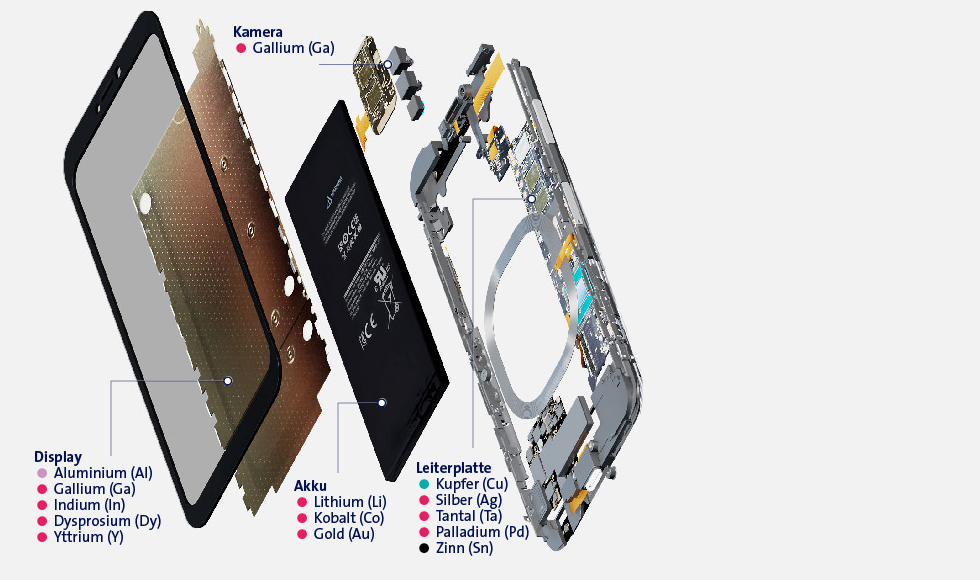 Kamera
Gallium (Ga)
Display
Aluminium (Al)
Gallium (Ga)
Indium (In)
Dysprosium (Dy)
Yttrium (Y)
Akku
Lithium (Li)
Kobalt (Co)
Gold (Au)
Leiterplatte
Kupfer (Cu)
Silber (Ag)
Tantal (Ta)
Palladium (Pd)
Zinn (Sn)